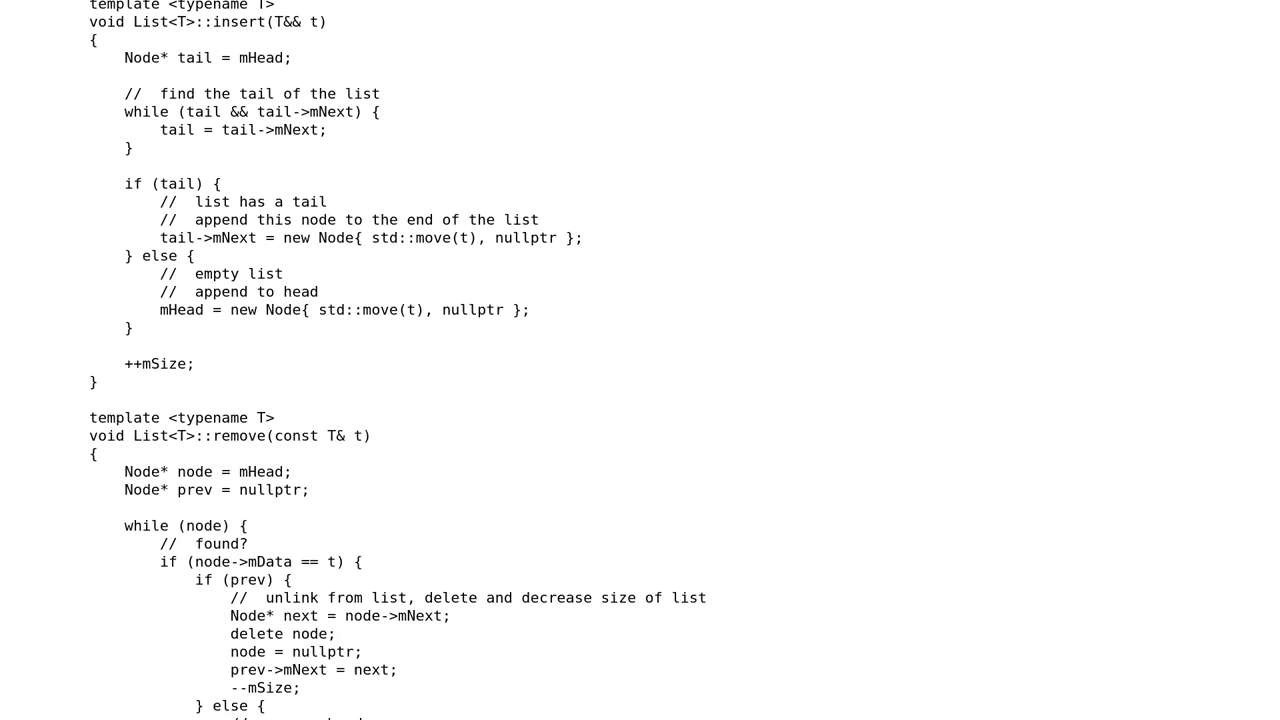 template <typename T>
void List<T>::insert(T&& t)
{
    Node* tail = mHead;

    //  find the tail of the list
    while (tail && tail->mNext) {
        tail = tail->mNext;
    }

    if (tail) {
        //  list has a tail
        //  append this node to the end of the list
        tail->mNext = new Node{ std::move(t), nullptr };
    } else {
        //  empty list
        //  append to head
        mHead = new Node{ std::move(t), nullptr };
    }

    ++mSize;
}

template <typename T>
void List<T>::remove(const T& t)
{
    Node* node = mHead;
    Node* prev = nullptr;

    while (node) {
        //  found?
        if (node->mData == t) {
            if (prev) {
                //  unlink from list, delete and decrease size of list
                Node* next = node->mNext;
                delete node;
                node = nullptr;
                prev->mNext = next;
                --mSize;
            } else {